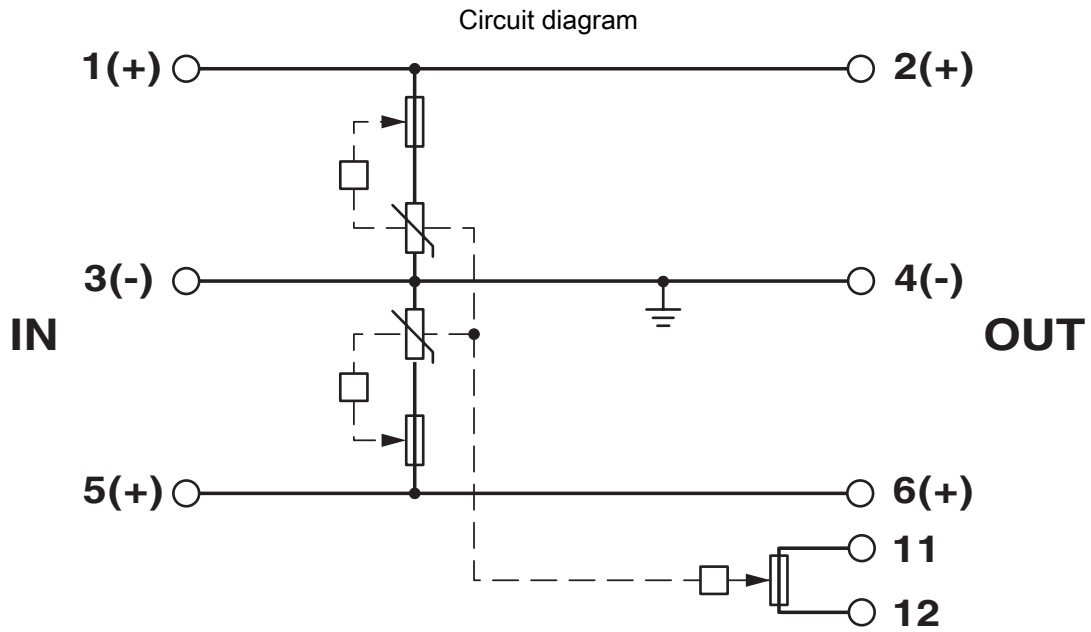 Circuit diagram
1(+)
2(+)
3(-)
4(-)
IN
OUT
5(+)
6(+)
11
12